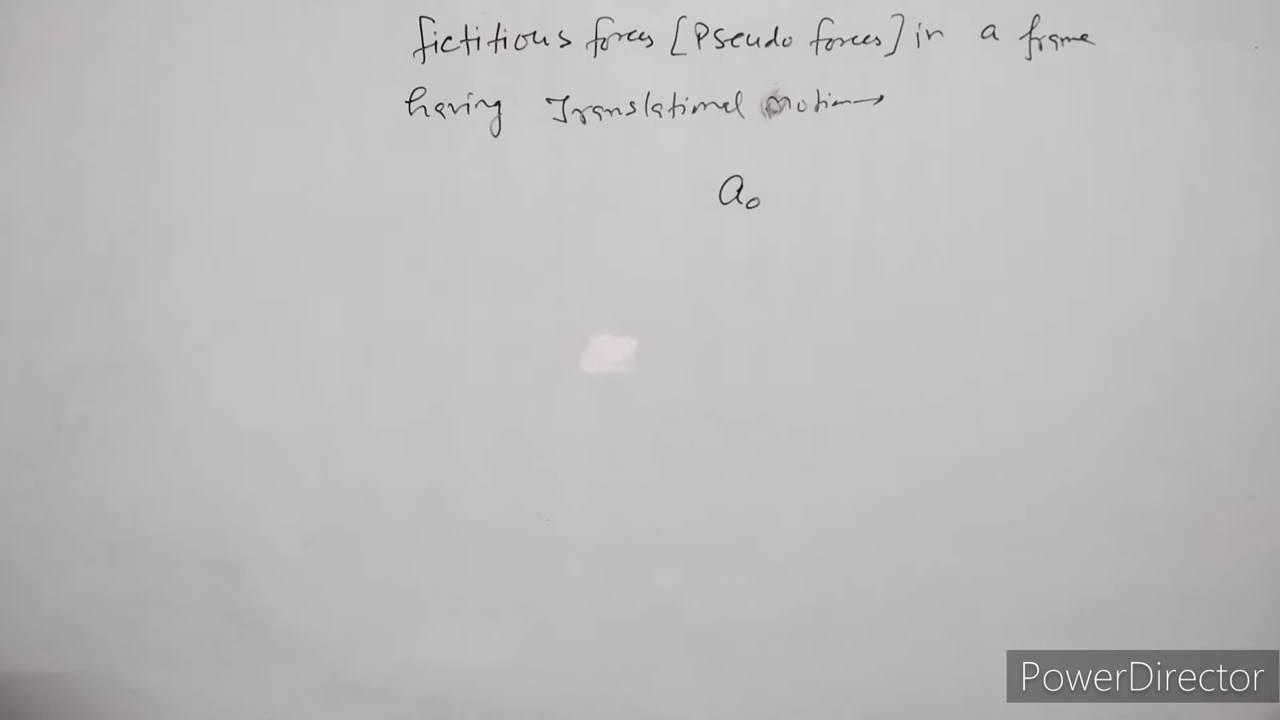 fictitious forces [Pseudo forces] in a frame
having Translational motion→
a₀
PowerDirector